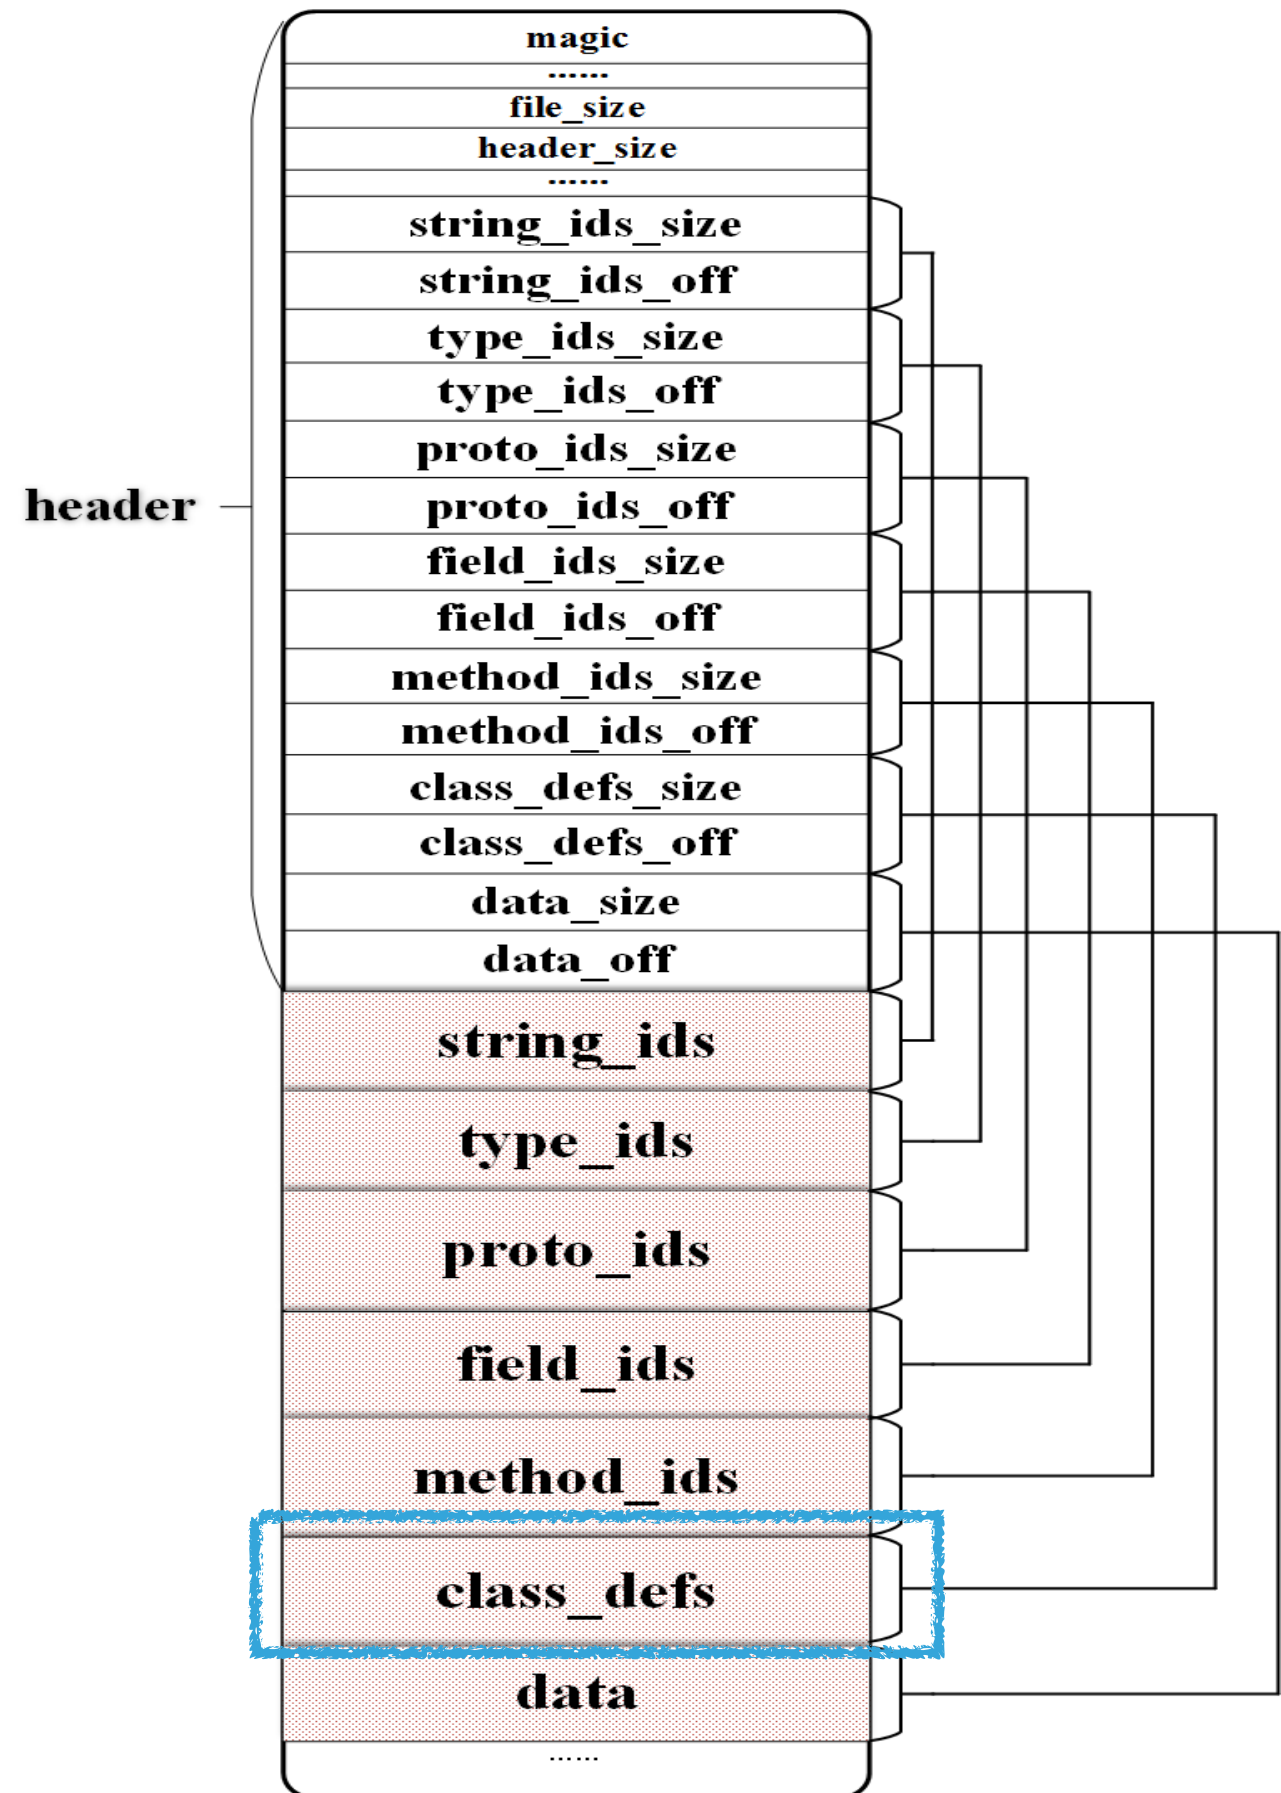 magic
......
file_size
header_size
......
string_ids_size
string_ids_off
type_ids_size
type_ids_off
proto_ids_size
header
proto_ids_off
field_ids_size
field_ids_off
method_ids_size
method_ids_off
class_defs_size
class_defs_off
data_size
data_off
string_ids
type_ids
proto_ids
field_ids
method_ids
class_defs
data
......